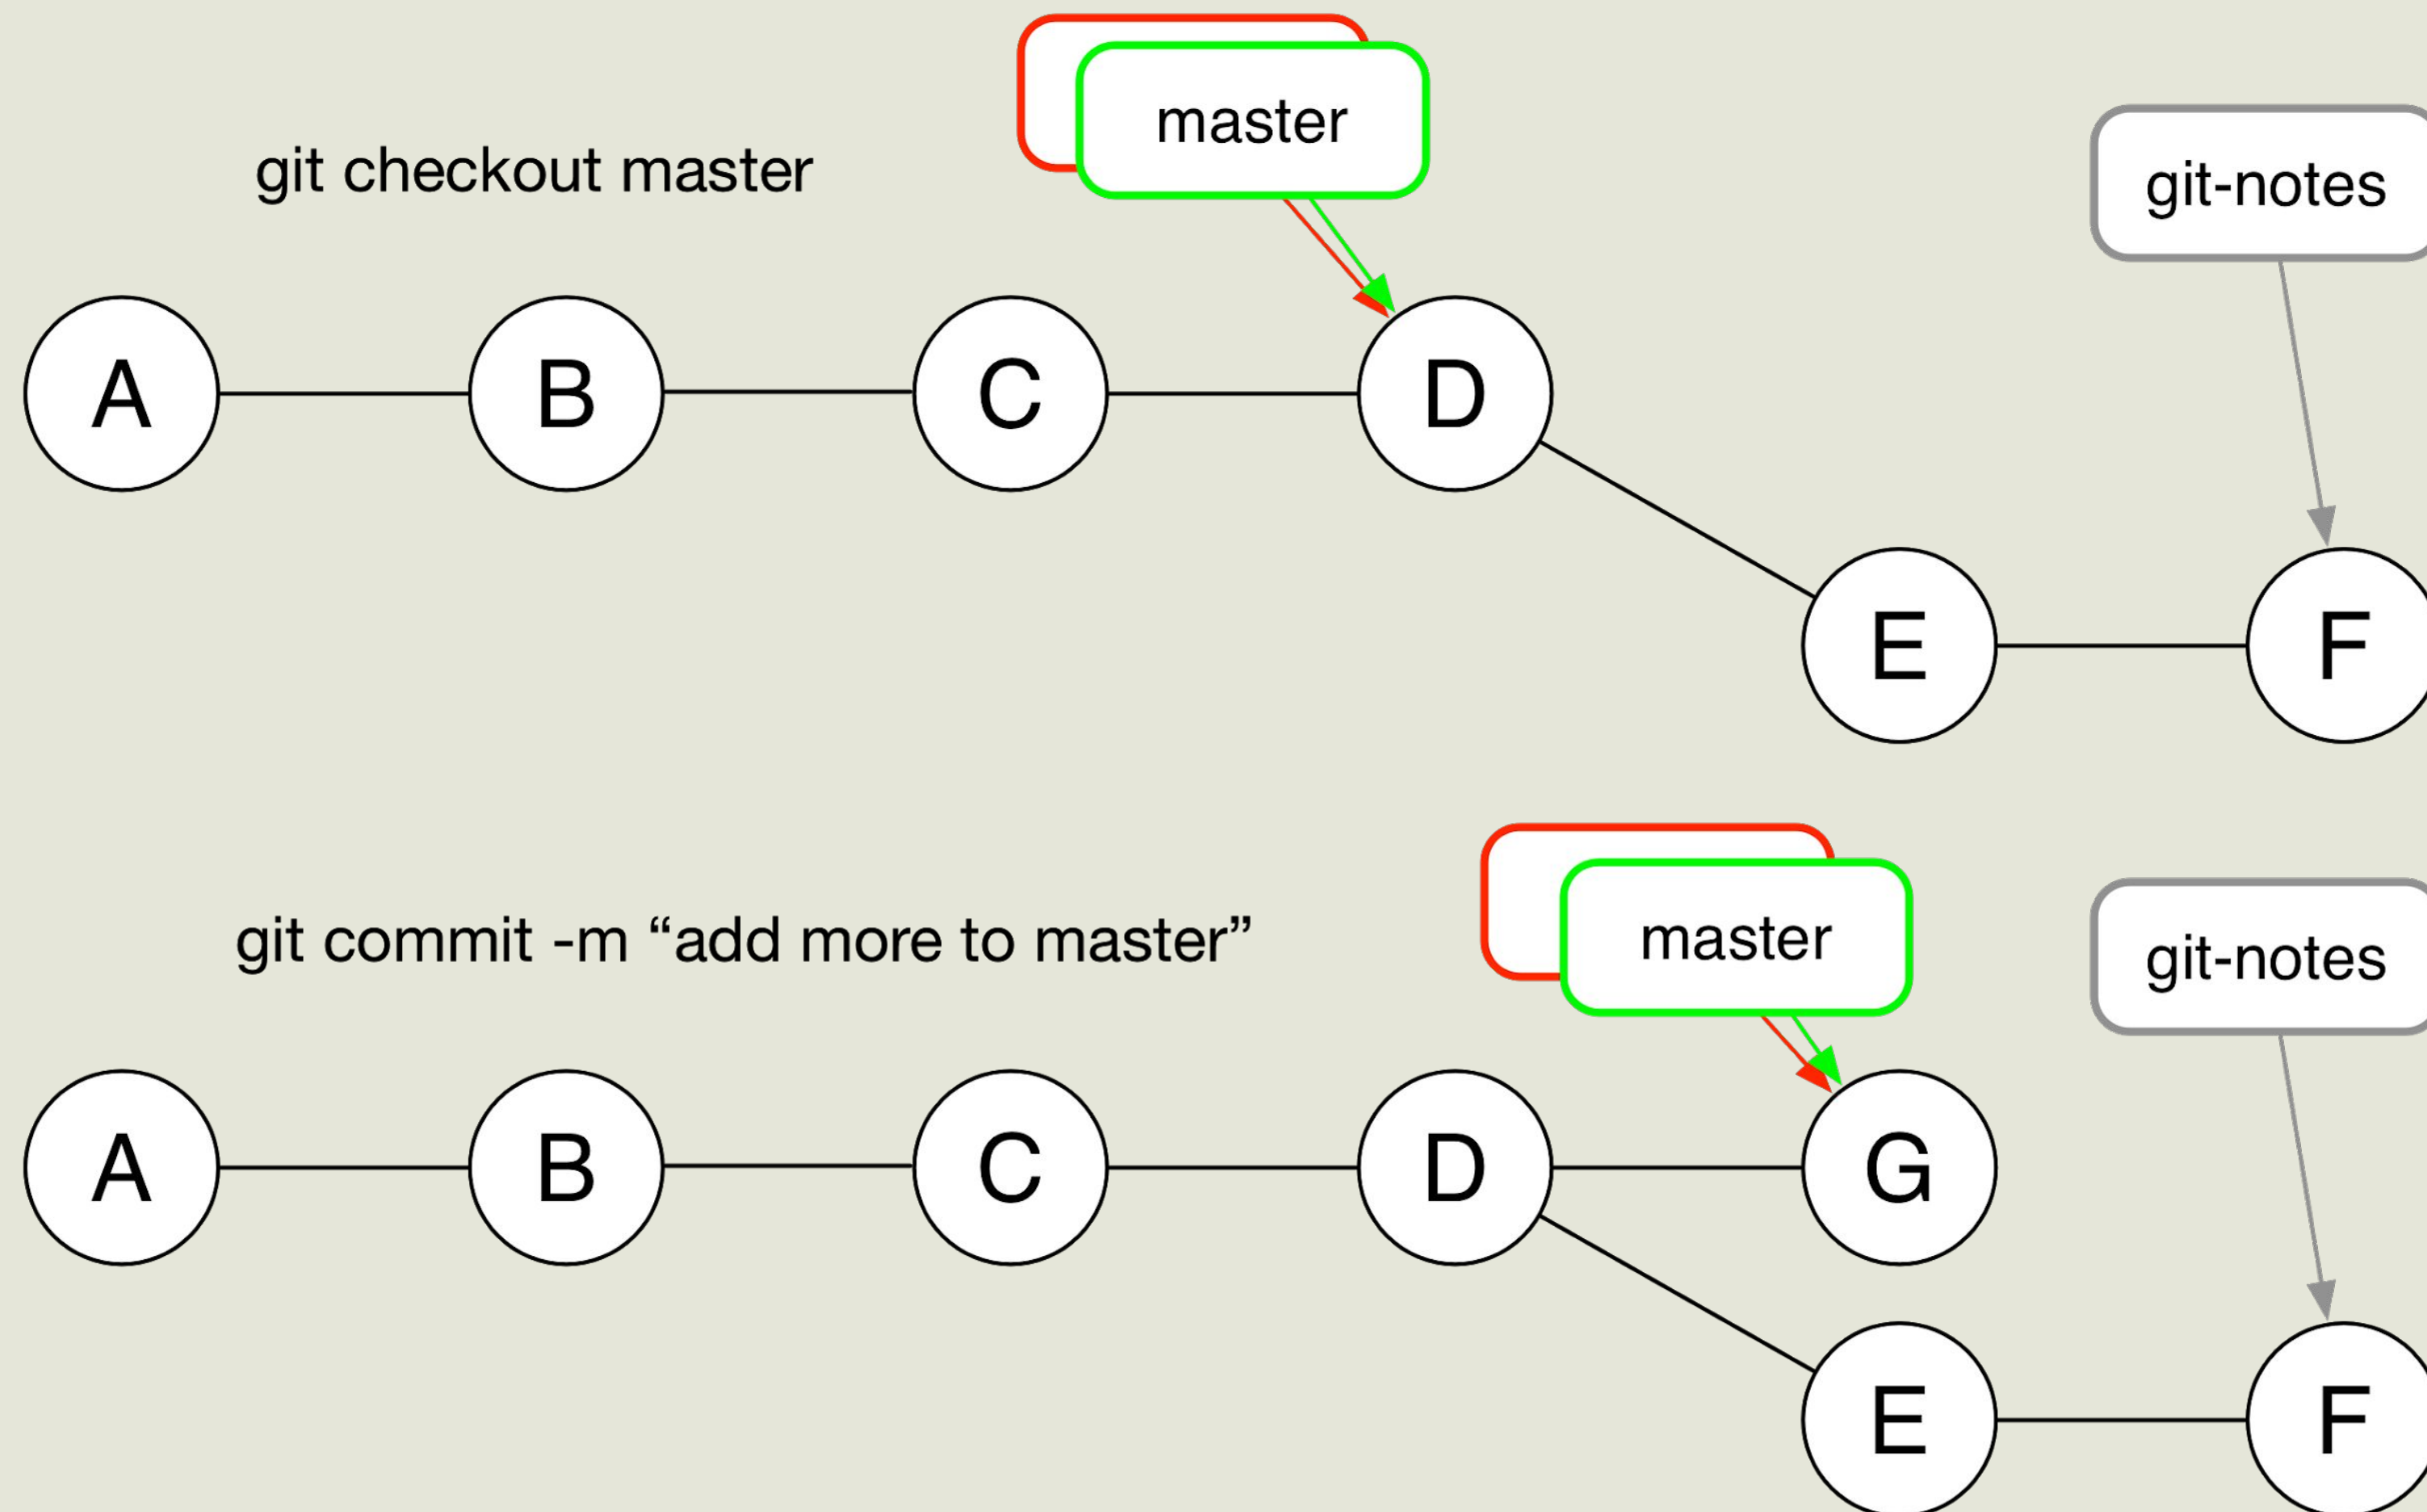 master
git checkout master
git-notes
A
B
C
D
E
F
master
git commit -m “add more to master”
git-notes
A
B
C
D
G
E
F